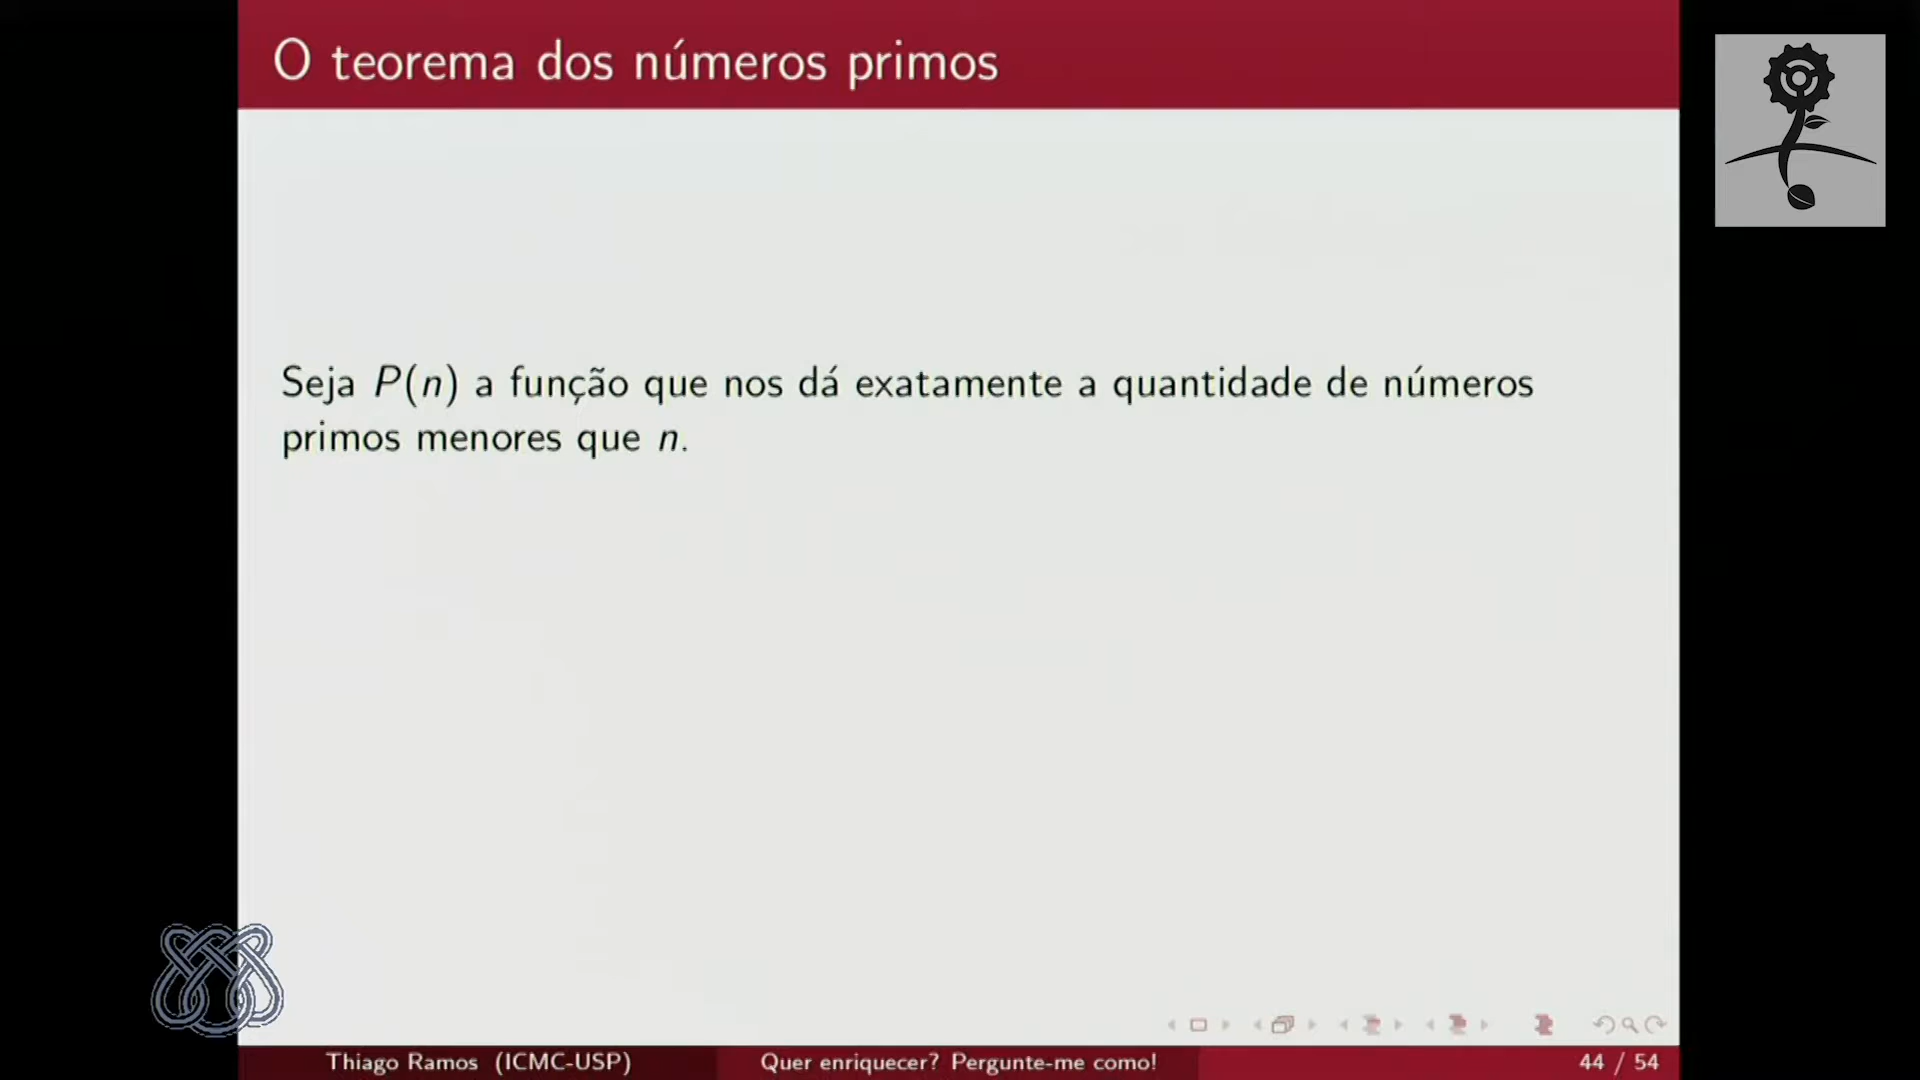 O teorema dos números primos
Seja P(n) a função que nos dá exatamente a quantidade de números
primos menores que n.
Thiago Ramos (ICMC-USP)
Quer enriquecer? Pergunte-me como!
44 / 54